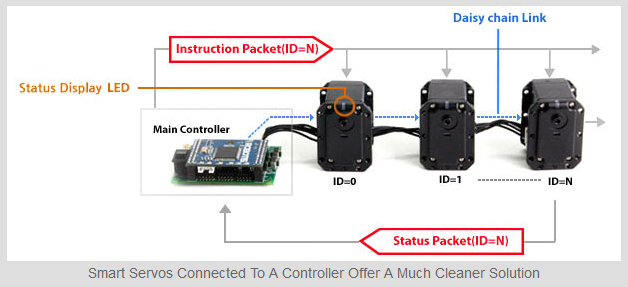 Daisy chain Link
Instruction Packet(ID=N)
Status Display LED
Main Controller
ID=0
ID=1
ID=N
Status Packet(ID=N)
Smart Servos Connected To A Controller Offer A Much Cleaner Solution